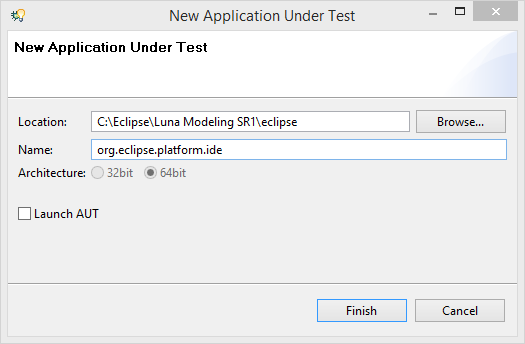 New Application Under Test
New Application Under Test
Location: C:\Eclipse\Luna Modeling SR1\eclipse Browse...
Name: org.eclipse.platform.ide
Architecture: 32bit 64bit
Launch AUT
Finish Cancel